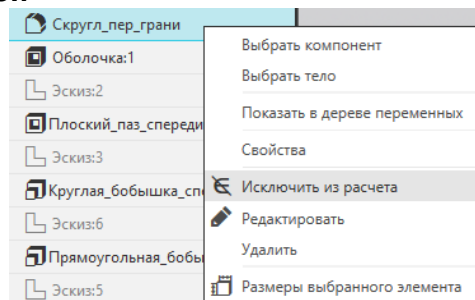 Скругл_пер_грани
Оболочка:1
Эскиз:2
Плоский_паз_спереди
Эскиз:3
Круглая_бобышка_спе
Эскиз:6
Прямоугольная_бобы
Эскиз:5
Выбрать компонент
Выбрать тело
Показать в дереве переменных
Свойства
Исключить из расчета
Редактировать
Удалить
Размеры выбранного элемента